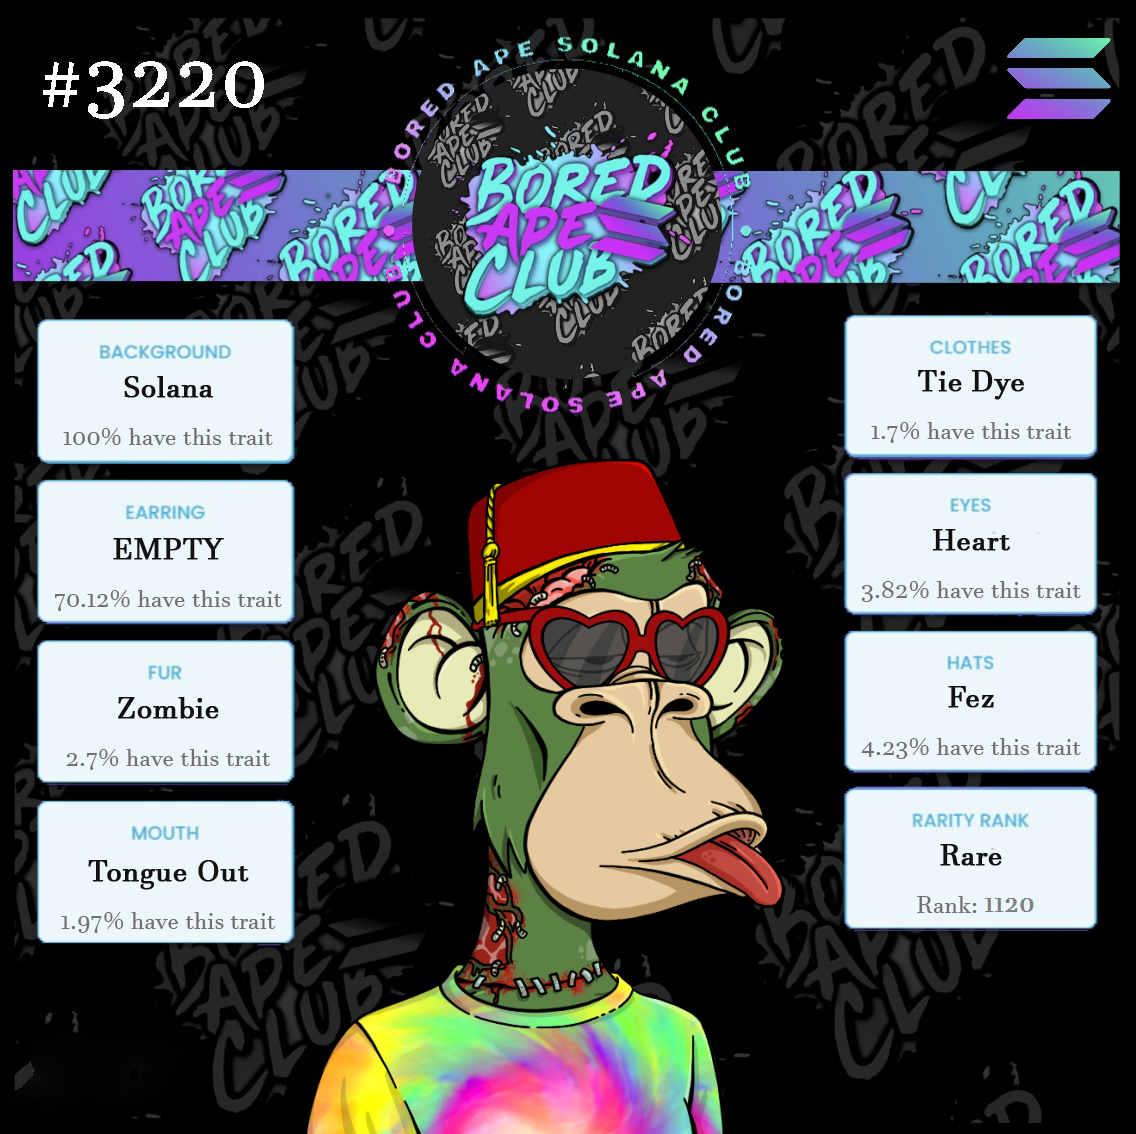 #3220
BORED APE SOLANA CLUB
BORED APE SOLANA CLUB
BORED
APE
CLUB
BACKGROUND
Solana
100% have this trait
EARRING
EMPTY
70.12% have this trait
FUR
Zombie
2.7% have this trait
MOUTH
Tongue Out
1.97% have this trait
CLOTHES
Tie Dye
1.7% have this trait
EYES
Heart
3.82% have this trait
HATS
Fez
4.23% have this trait
RARITY RANK
Rare
Rank: 1120